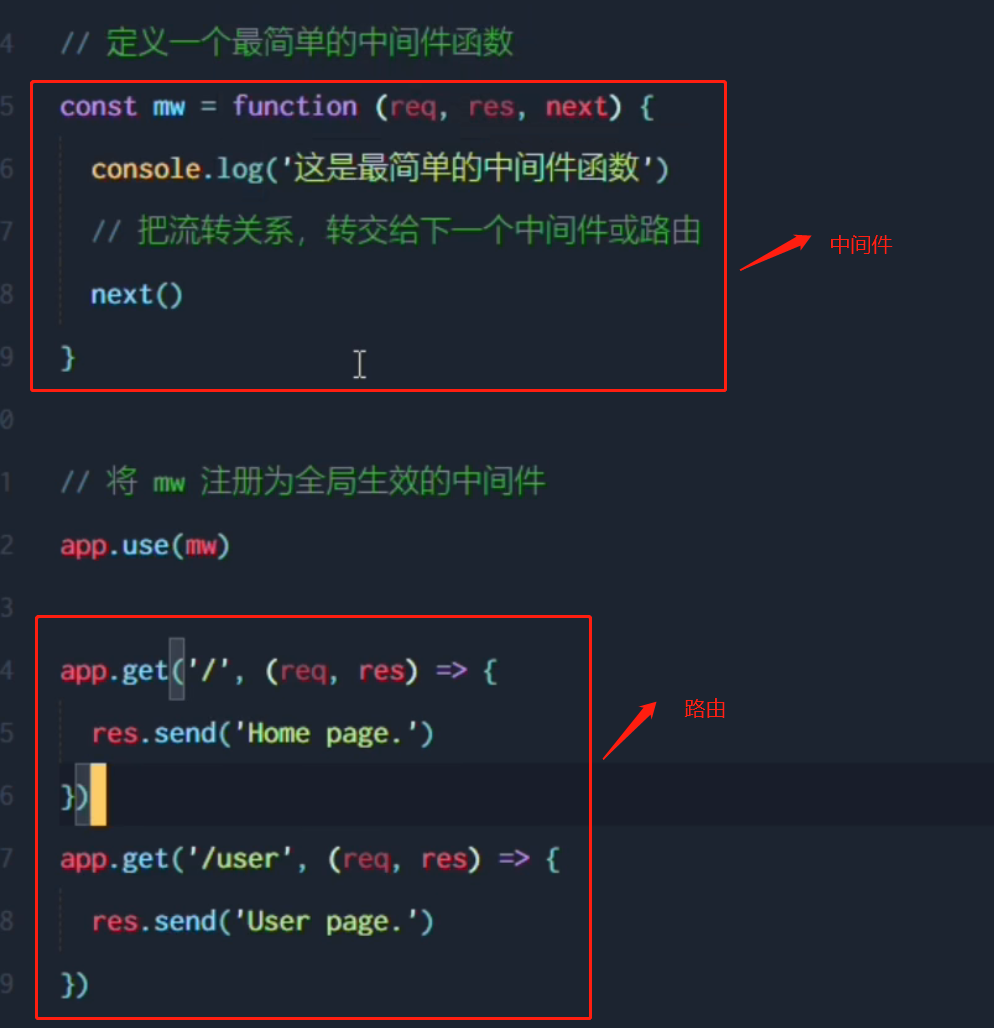 4 // 定义一个最简单的中间件函数
5 const mw = function (req, res, next) {
6 console.log('这是最简单的中间件函数')
7 // 把流转关系，转交给下一个中间件或路由
中间件
8 next()
9 }
0
1 // 将 mw 注册为全局生效的中间件
2 app.use(mw)
3
4 app.get('/', (req, res) => {
路由
5 res.send('Home page.')
6 })
7 app.get('/user', (req, res) => {
8 res.send('User page.')
9 })